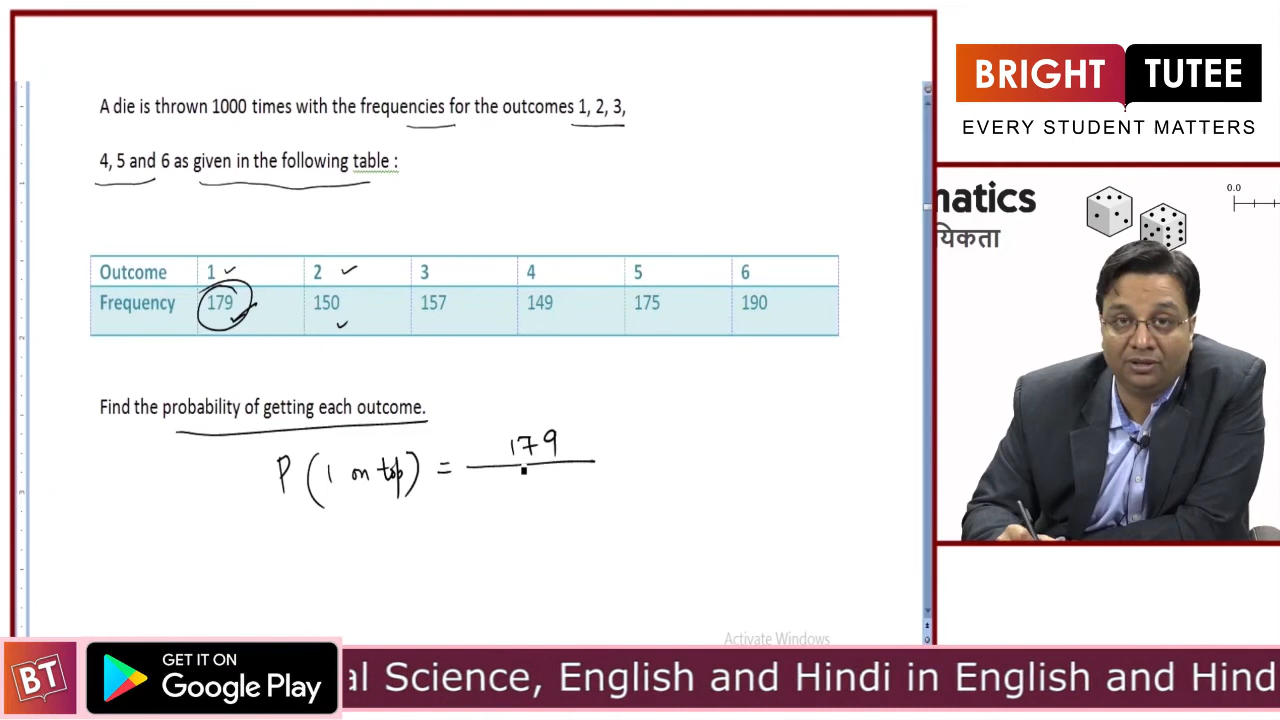 A die is thrown 1000 times with the frequencies for the outcomes 1, 2, 3,
4, 5 and 6 as given in the following table :
Outcome 1 2 3 4 5 6
Frequency 179 150 157 149 175 190
Find the probability of getting each outcome.
P (1 on top) = 179
BRIGHT TUTEE
EVERY STUDENT MATTERS
0.0
matics
यिकता
Activate Windows
BT
GET IT ON
Google Play
al Science, English and Hindi in English and Hind